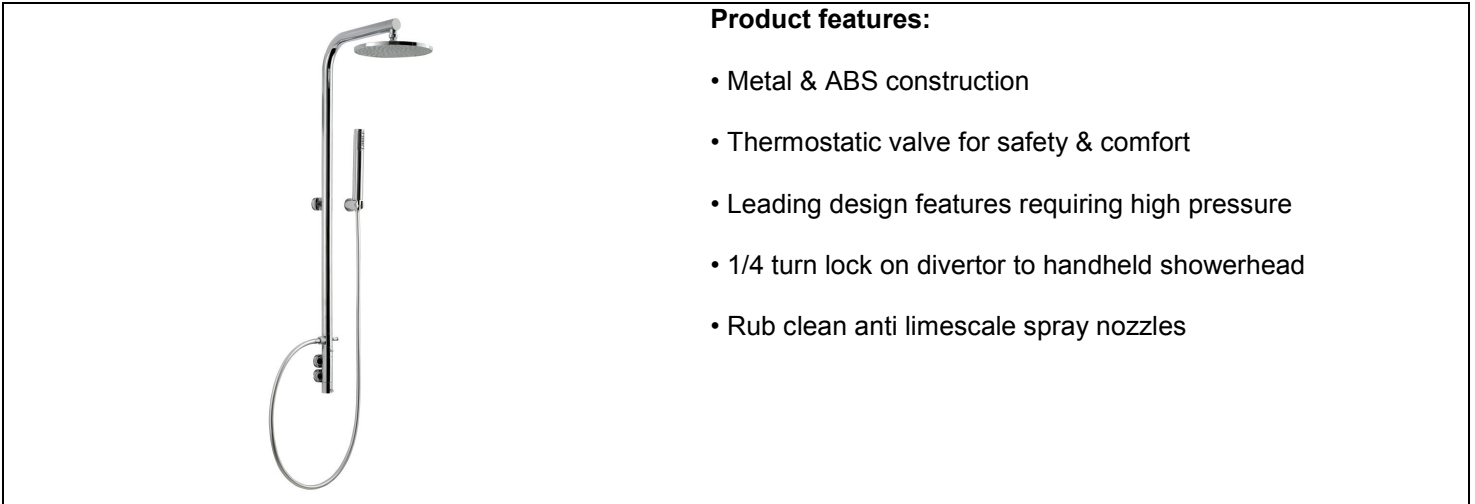 Product features:
• Metal & ABS construction
• Thermostatic valve for safety & comfort
• Leading design features requiring high pressure
• 1/4 turn lock on divertor to handheld showerhead
• Rub clean anti limescale spray nozzles